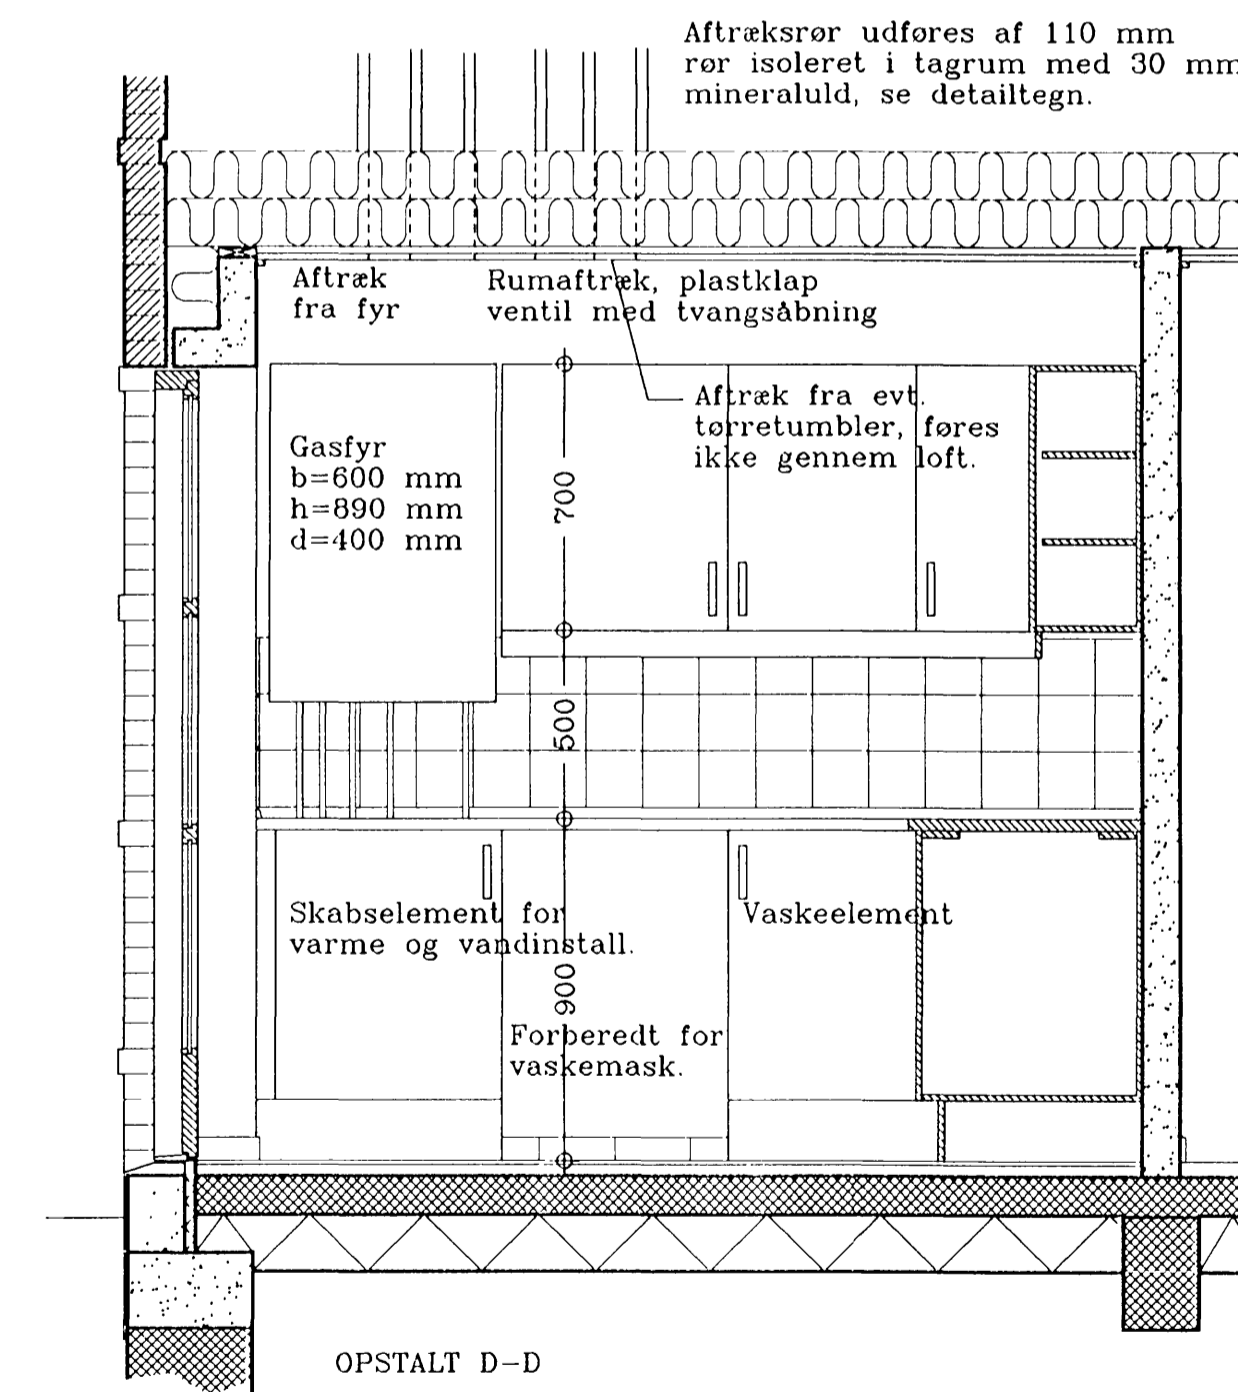 Aftræksrør udføres af 110 mm
rør isoleret i tagrum med 30 mm
mineraluld, se detailtegn.
Aftræk
fra fyr
Rumaftræk, plastklap
ventil med tvangsåbning
Aftræk fra evt.
tørretumbler, føres
ikke gennem loft.
Gasfyr
b=600 mm
h=890 mm
d=400 mm
700
500
Skabselement for
varme og vandinstall.
Vaskeelement
900
Forberedt for
vaskemask.
OPSTALT D-D